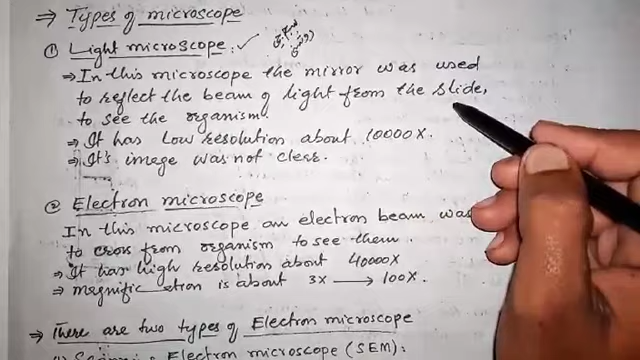 ⇒ Types of microscope
① Light microscope:✓
⇒ In this microscope the mirror was used
to reflect the beam of light from the slide,
to see the organism.
⇒ It has Low resolution about 10000X.
⇒ It's image was not clear.
② Electron microscope
In this microscope an electron beam was
to cross from organism to see them.
⇒ It has high resolution about 40000X
⇒ magnification is about 3X → 100X.
⇒ There are two types of Electron microscope
Electron microscope (SEM):